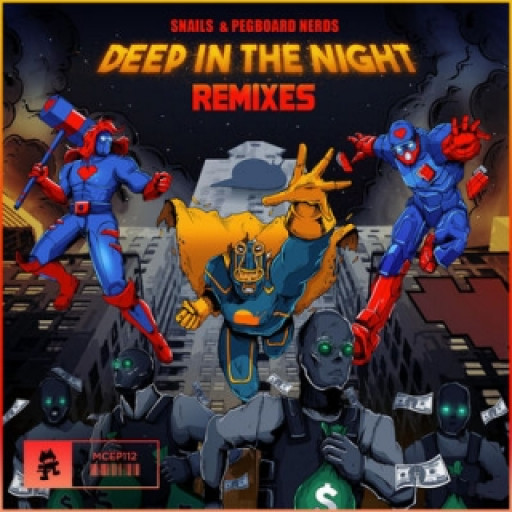 SNAILS & PEGBOARD NERDS
DEEP IN THE NIGHT
REMIXES
MCEP112
$
$